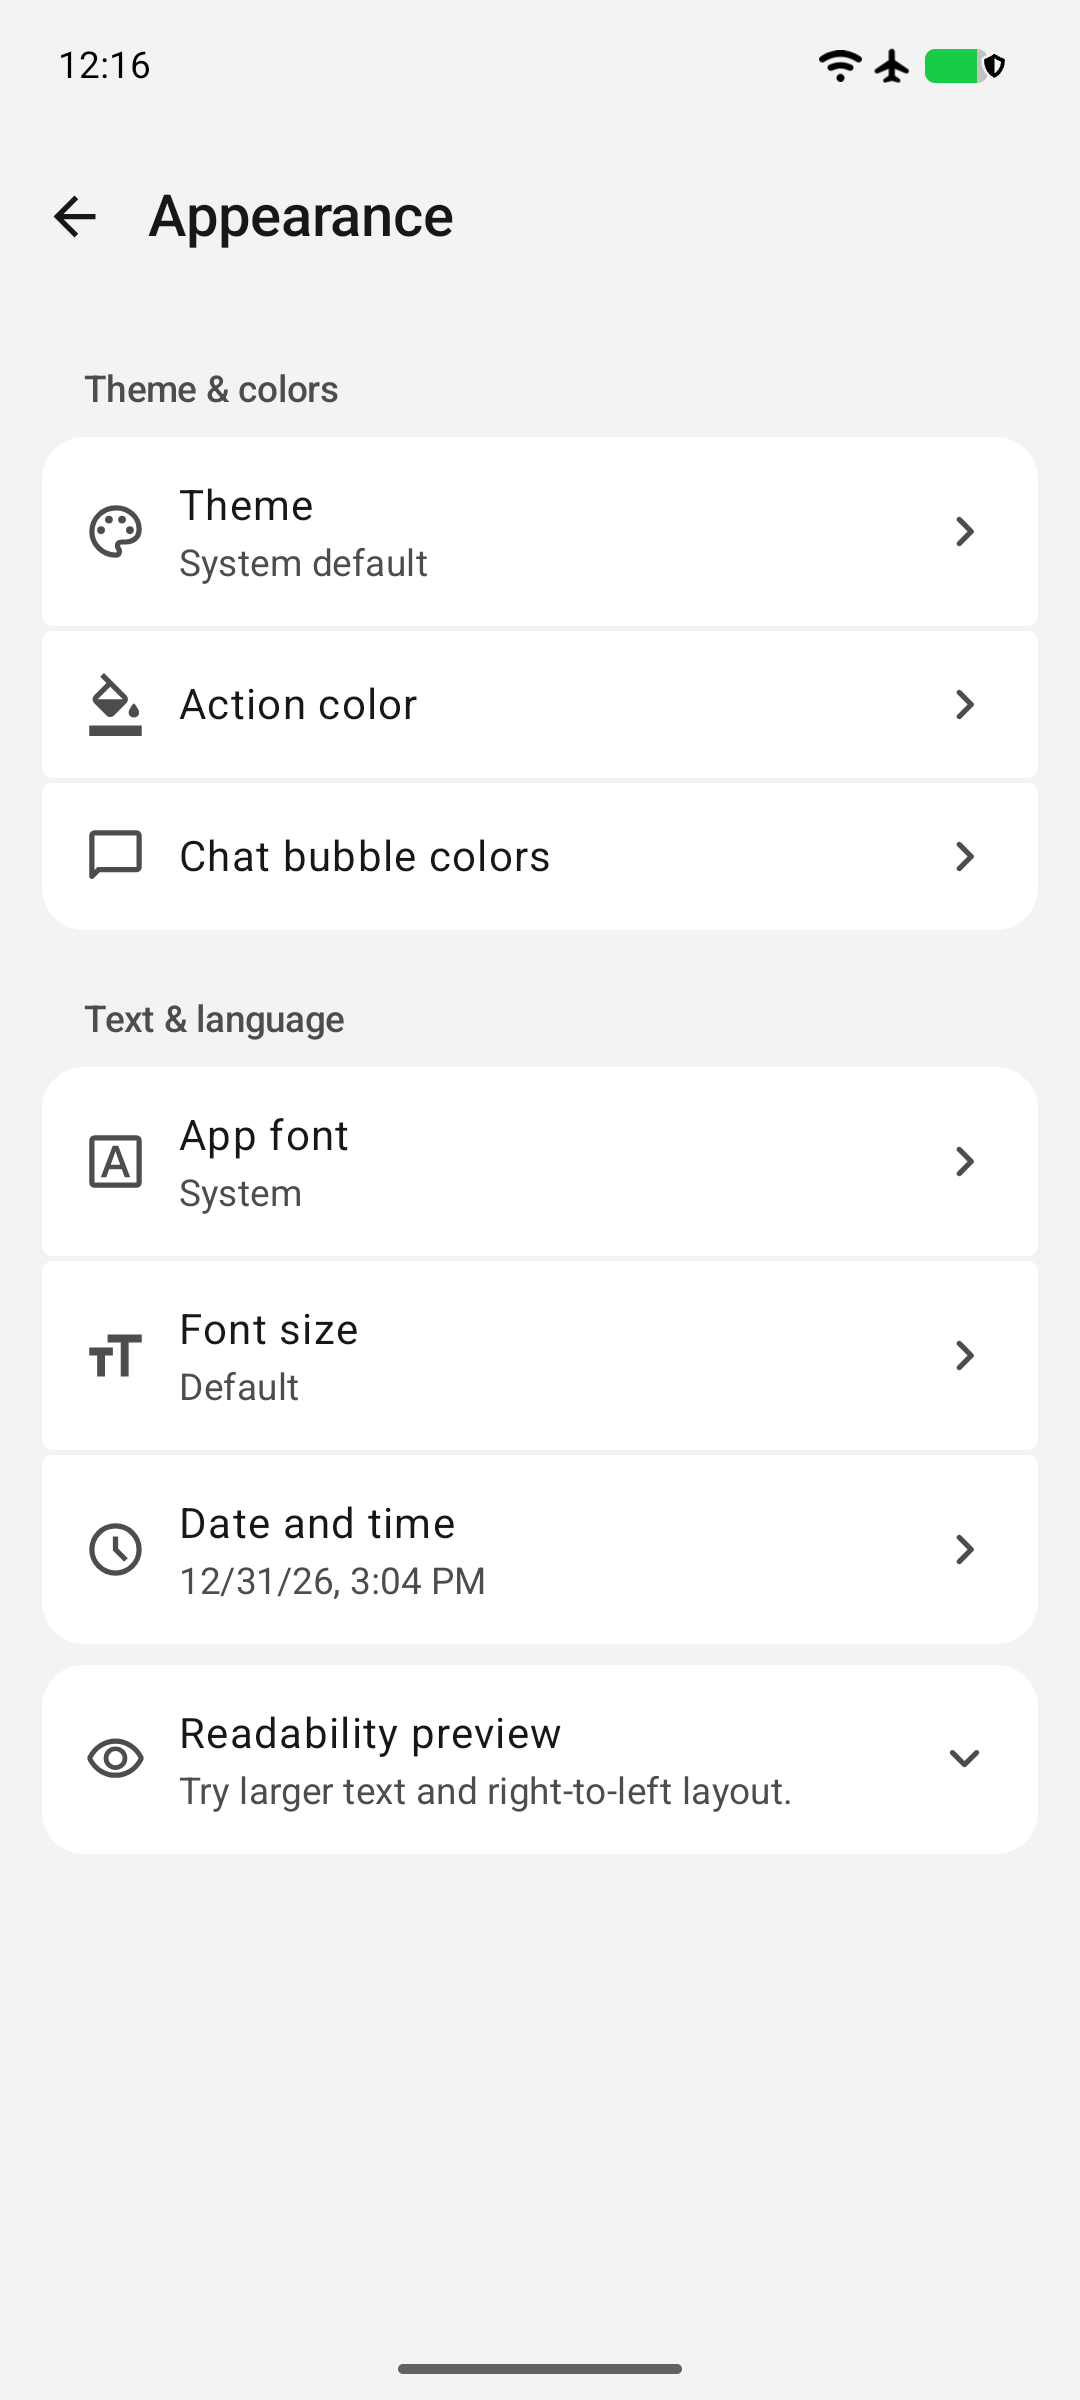 12:16
Appearance
Theme & colors
Theme
System default
Action color
Chat bubble colors
Text & language
App font
System
Font size
Default
Date and time
12/31/26, 3:04 PM
Readability preview
Try larger text and right-to-left layout.